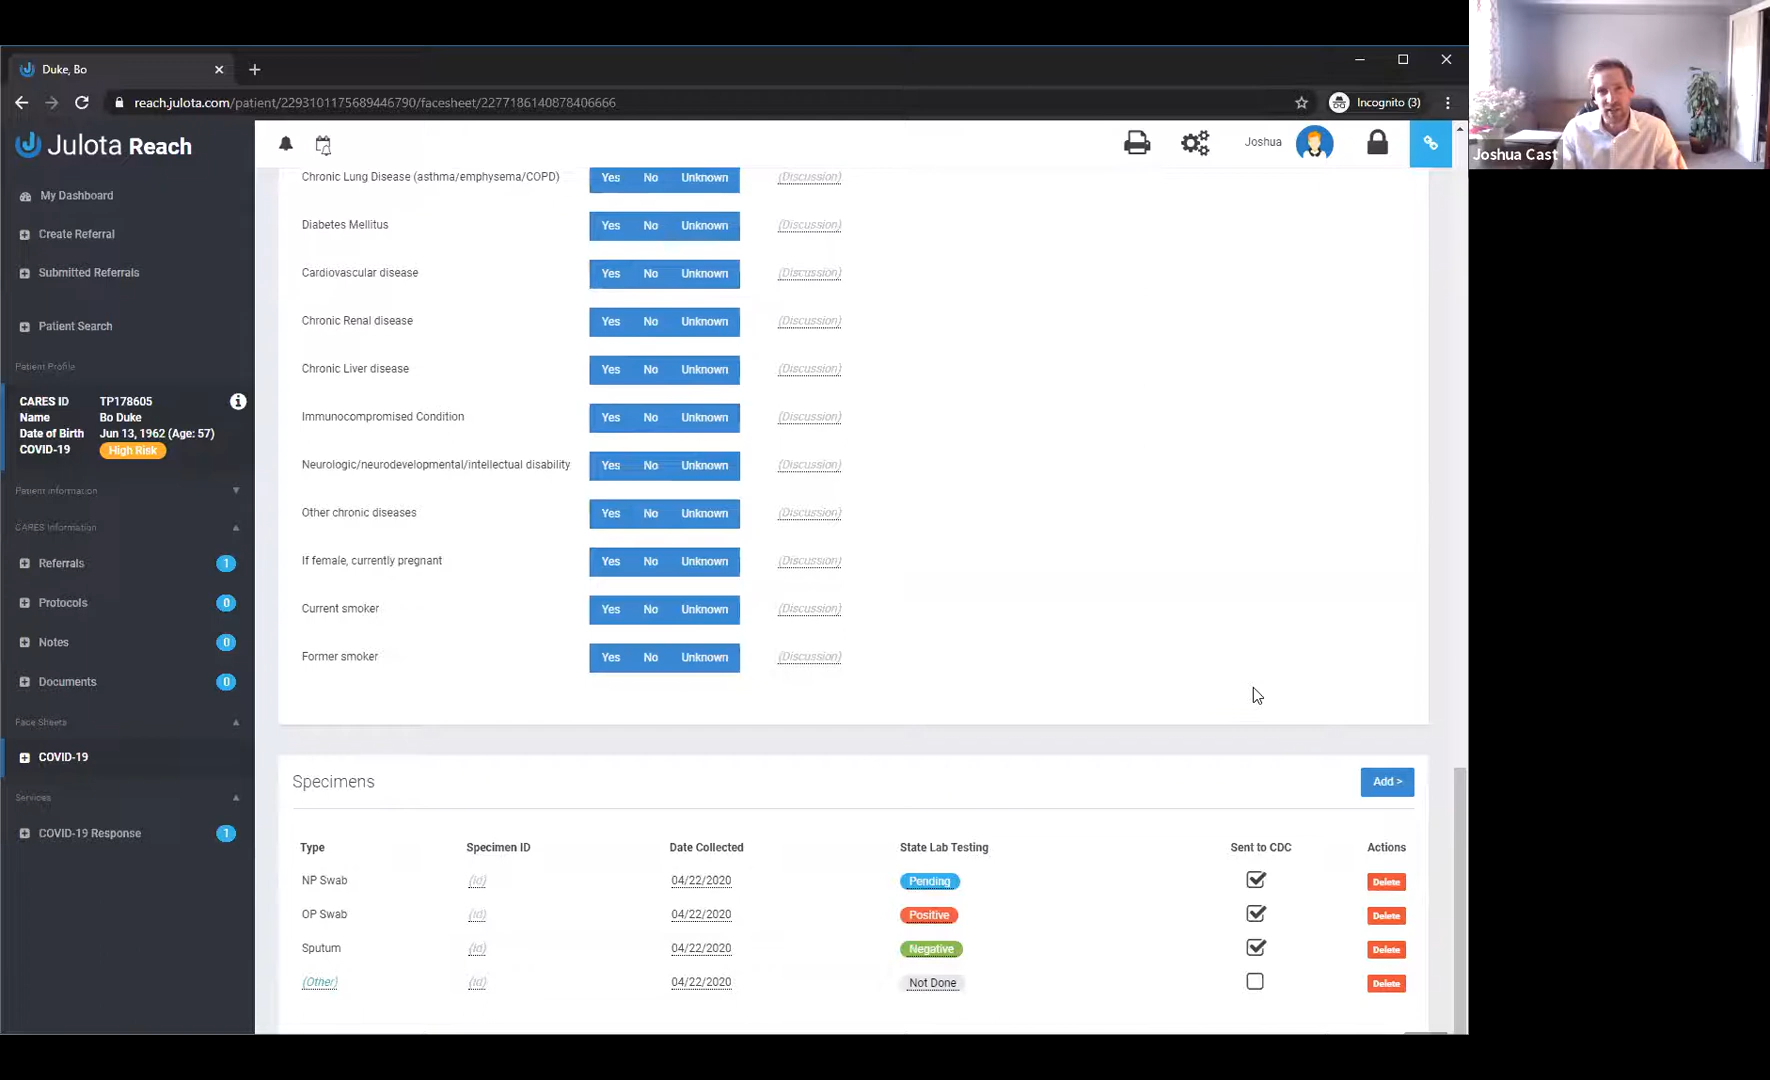 Duke, Bo
reach.julota.com/patient/2293101175689446790/facesheet/2277186140878406666
Incognito (3)
Joshua Cast
Julota Reach
Joshua
My Dashboard
Create Referral
Submitted Referrals
Patient Search
Patient Profile
CARES ID TP178605
Name Bo Duke
Date of Birth Jun 13, 1962 (Age: 57)
COVID-19 High Risk
Patient Information
CARES Information
Referrals 1
Protocols 0
Notes 0
Documents 0
Face Sheets
COVID-19
Services
COVID-19 Response 1
Chronic Lung Disease (asthma/emphysema/COPD) Yes No Unknown (Discussion)
Diabetes Mellitus Yes No Unknown (Discussion)
Cardiovascular disease Yes No Unknown (Discussion)
Chronic Renal disease Yes No Unknown (Discussion)
Chronic Liver disease Yes No Unknown (Discussion)
Immunocompromised Condition Yes No Unknown (Discussion)
Neurologic/neurodevelopmental/intellectual disability Yes No Unknown (Discussion)
Other chronic diseases Yes No Unknown (Discussion)
If female, currently pregnant Yes No Unknown (Discussion)
Current smoker Yes No Unknown (Discussion)
Former smoker Yes No Unknown (Discussion)
Specimens Add >
Type Specimen ID Date Collected State Lab Testing Sent to CDC Actions
NP Swab (id) 04/22/2020 Pending Delete
OP Swab (id) 04/22/2020 Positive Delete
Sputum (id) 04/22/2020 Negative Delete
(Other) (id) 04/22/2020 Not Done Delete